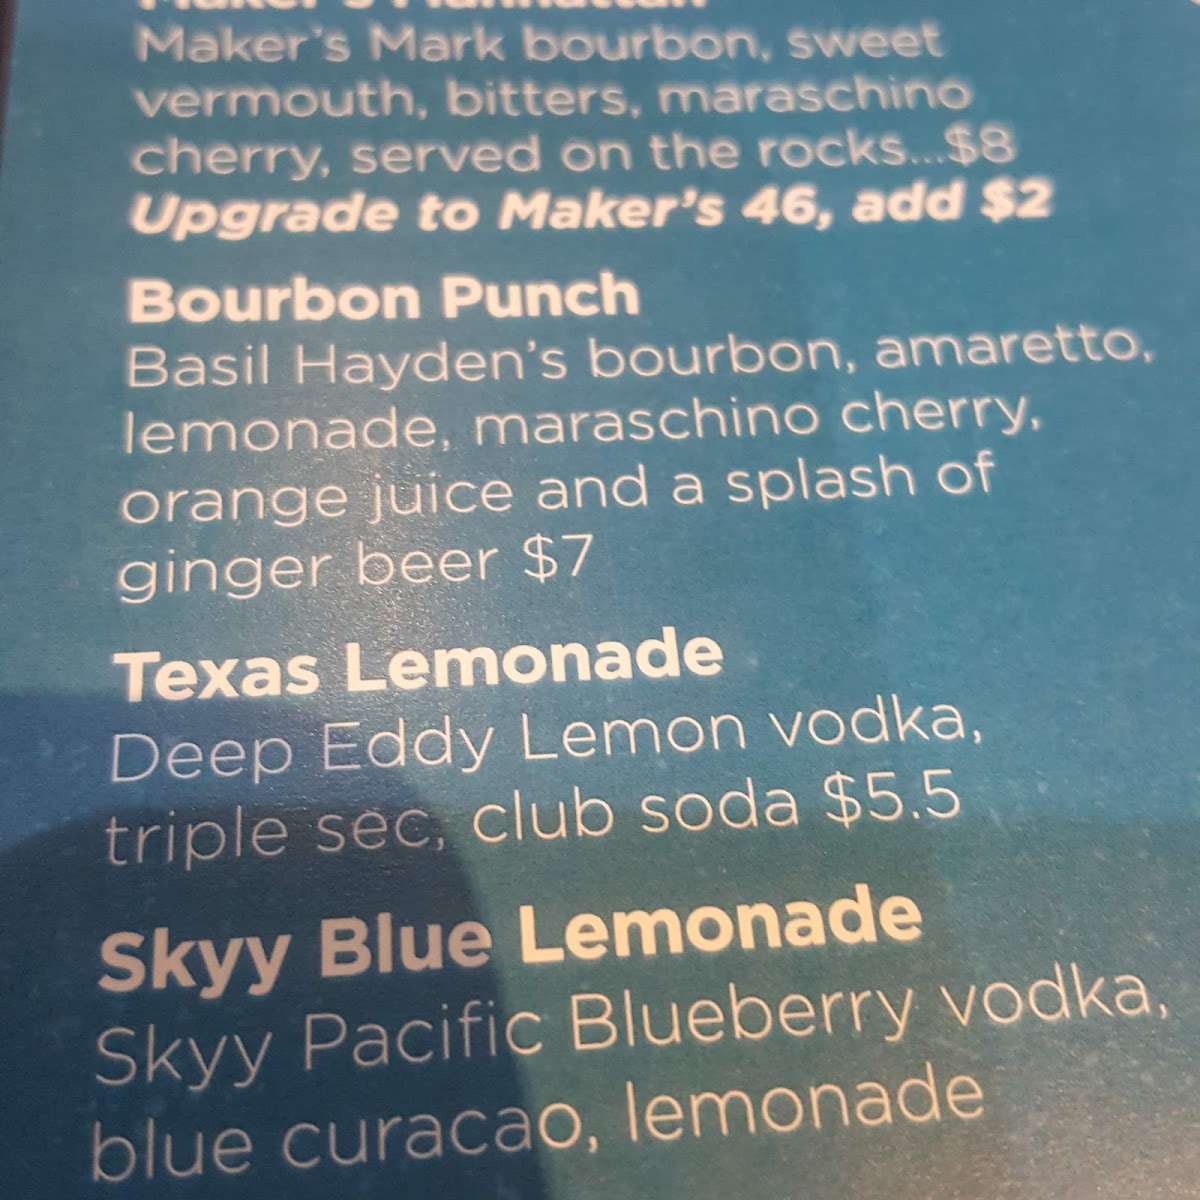 Maker's Manhattan
Maker's Mark bourbon, sweet
vermouth, bitters, maraschino
cherry, served on the rocks...$8
Upgrade to Maker's 46, add $2
Bourbon Punch
Basil Hayden's bourbon, amaretto,
lemonade, maraschino cherry,
orange juice and a splash of
ginger beer $7
Texas Lemonade
Deep Eddy Lemon vodka,
triple sec, club soda $5.5
Skyy Blue Lemonade
Skyy Pacific Blueberry vodka,
blue curacao, lemonade